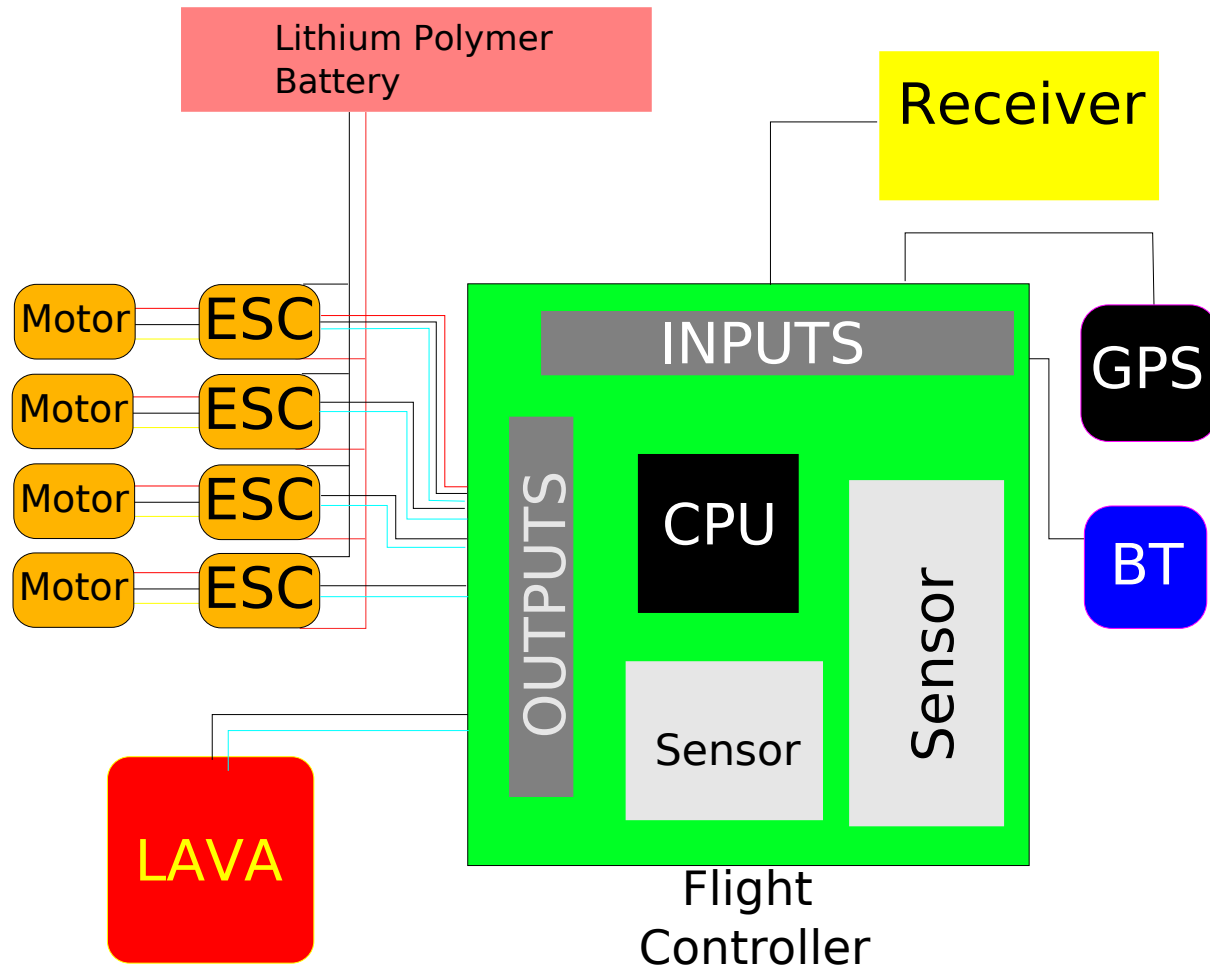 Lithium Polymer
Battery
Receiver
Motor
ESC
INPUTS
GPS
Motor
ESC
Motor
ESC
OUTPUTS
CPU
Sensor
BT
Motor
ESC
Sensor
LAVA
Flight
Controller